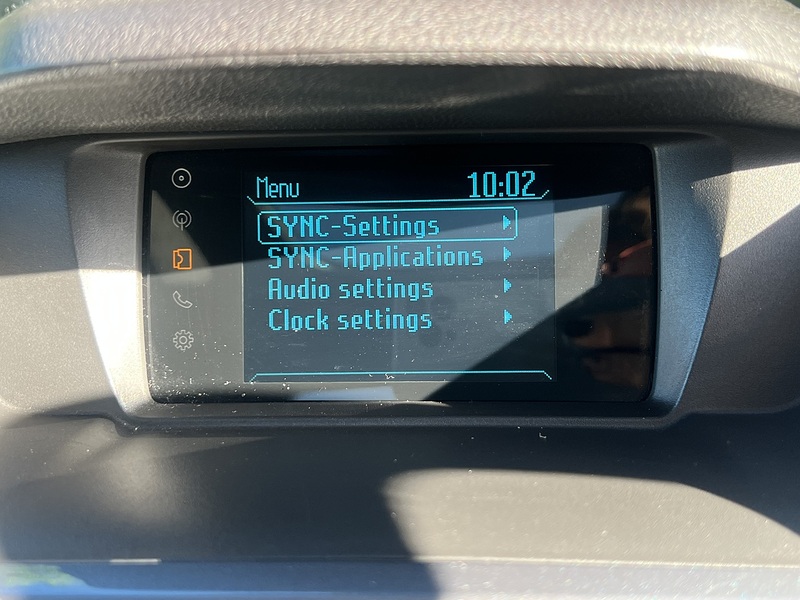 Menu 10:02
SYNC-Settings
SYNC-Applications
Audio settings
Clock settings